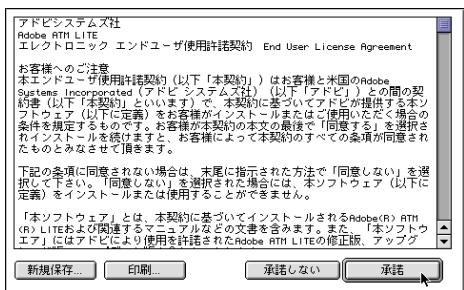 アドビシステムズ社
Adobe ATM LITE
エレクトロニック エンドユーザ使用許諾契約 End User License Agreement
お客様へのご注意
本エンドユーザ使用許諾契約（以下「本契約」）はお客様と米国のAdobe
Systems Incorporated（アドビ システムズ社）（以下「アドビ」）との間の契
約書（以下「本契約」といいます）で、本契約に基づいてアドビが提供する本ソ
フトウェア（以下に定義）をお客様がインストールまたはご使用いただく場合の
条件を規定するものです。お客様が本契約の本文の最後で「同意する」を選択さ
れインストールを続けますと、お客様によって本契約のすべての条項が同意され
たものとみなさせて頂きます。
下記の条項に同意されない場合は、末尾に指示された方法で「同意しない」を選
択して下さい。「同意しない」を選択された場合には、本ソフトウェア（以下に
定義）をインストールまたは使用することができません。
「本ソフトウェア」とは、本契約に基づいてインストールされるAdobe(R) ATM
(R) LITEおよび関連するマニュアルなどの文書を含みます。また、「本ソフトウ
エア」にはアドビにより使用を許諾されたAdobe ATM LITEの修正版、アップグ
新規保存... 印刷... 承諾しない 承諾